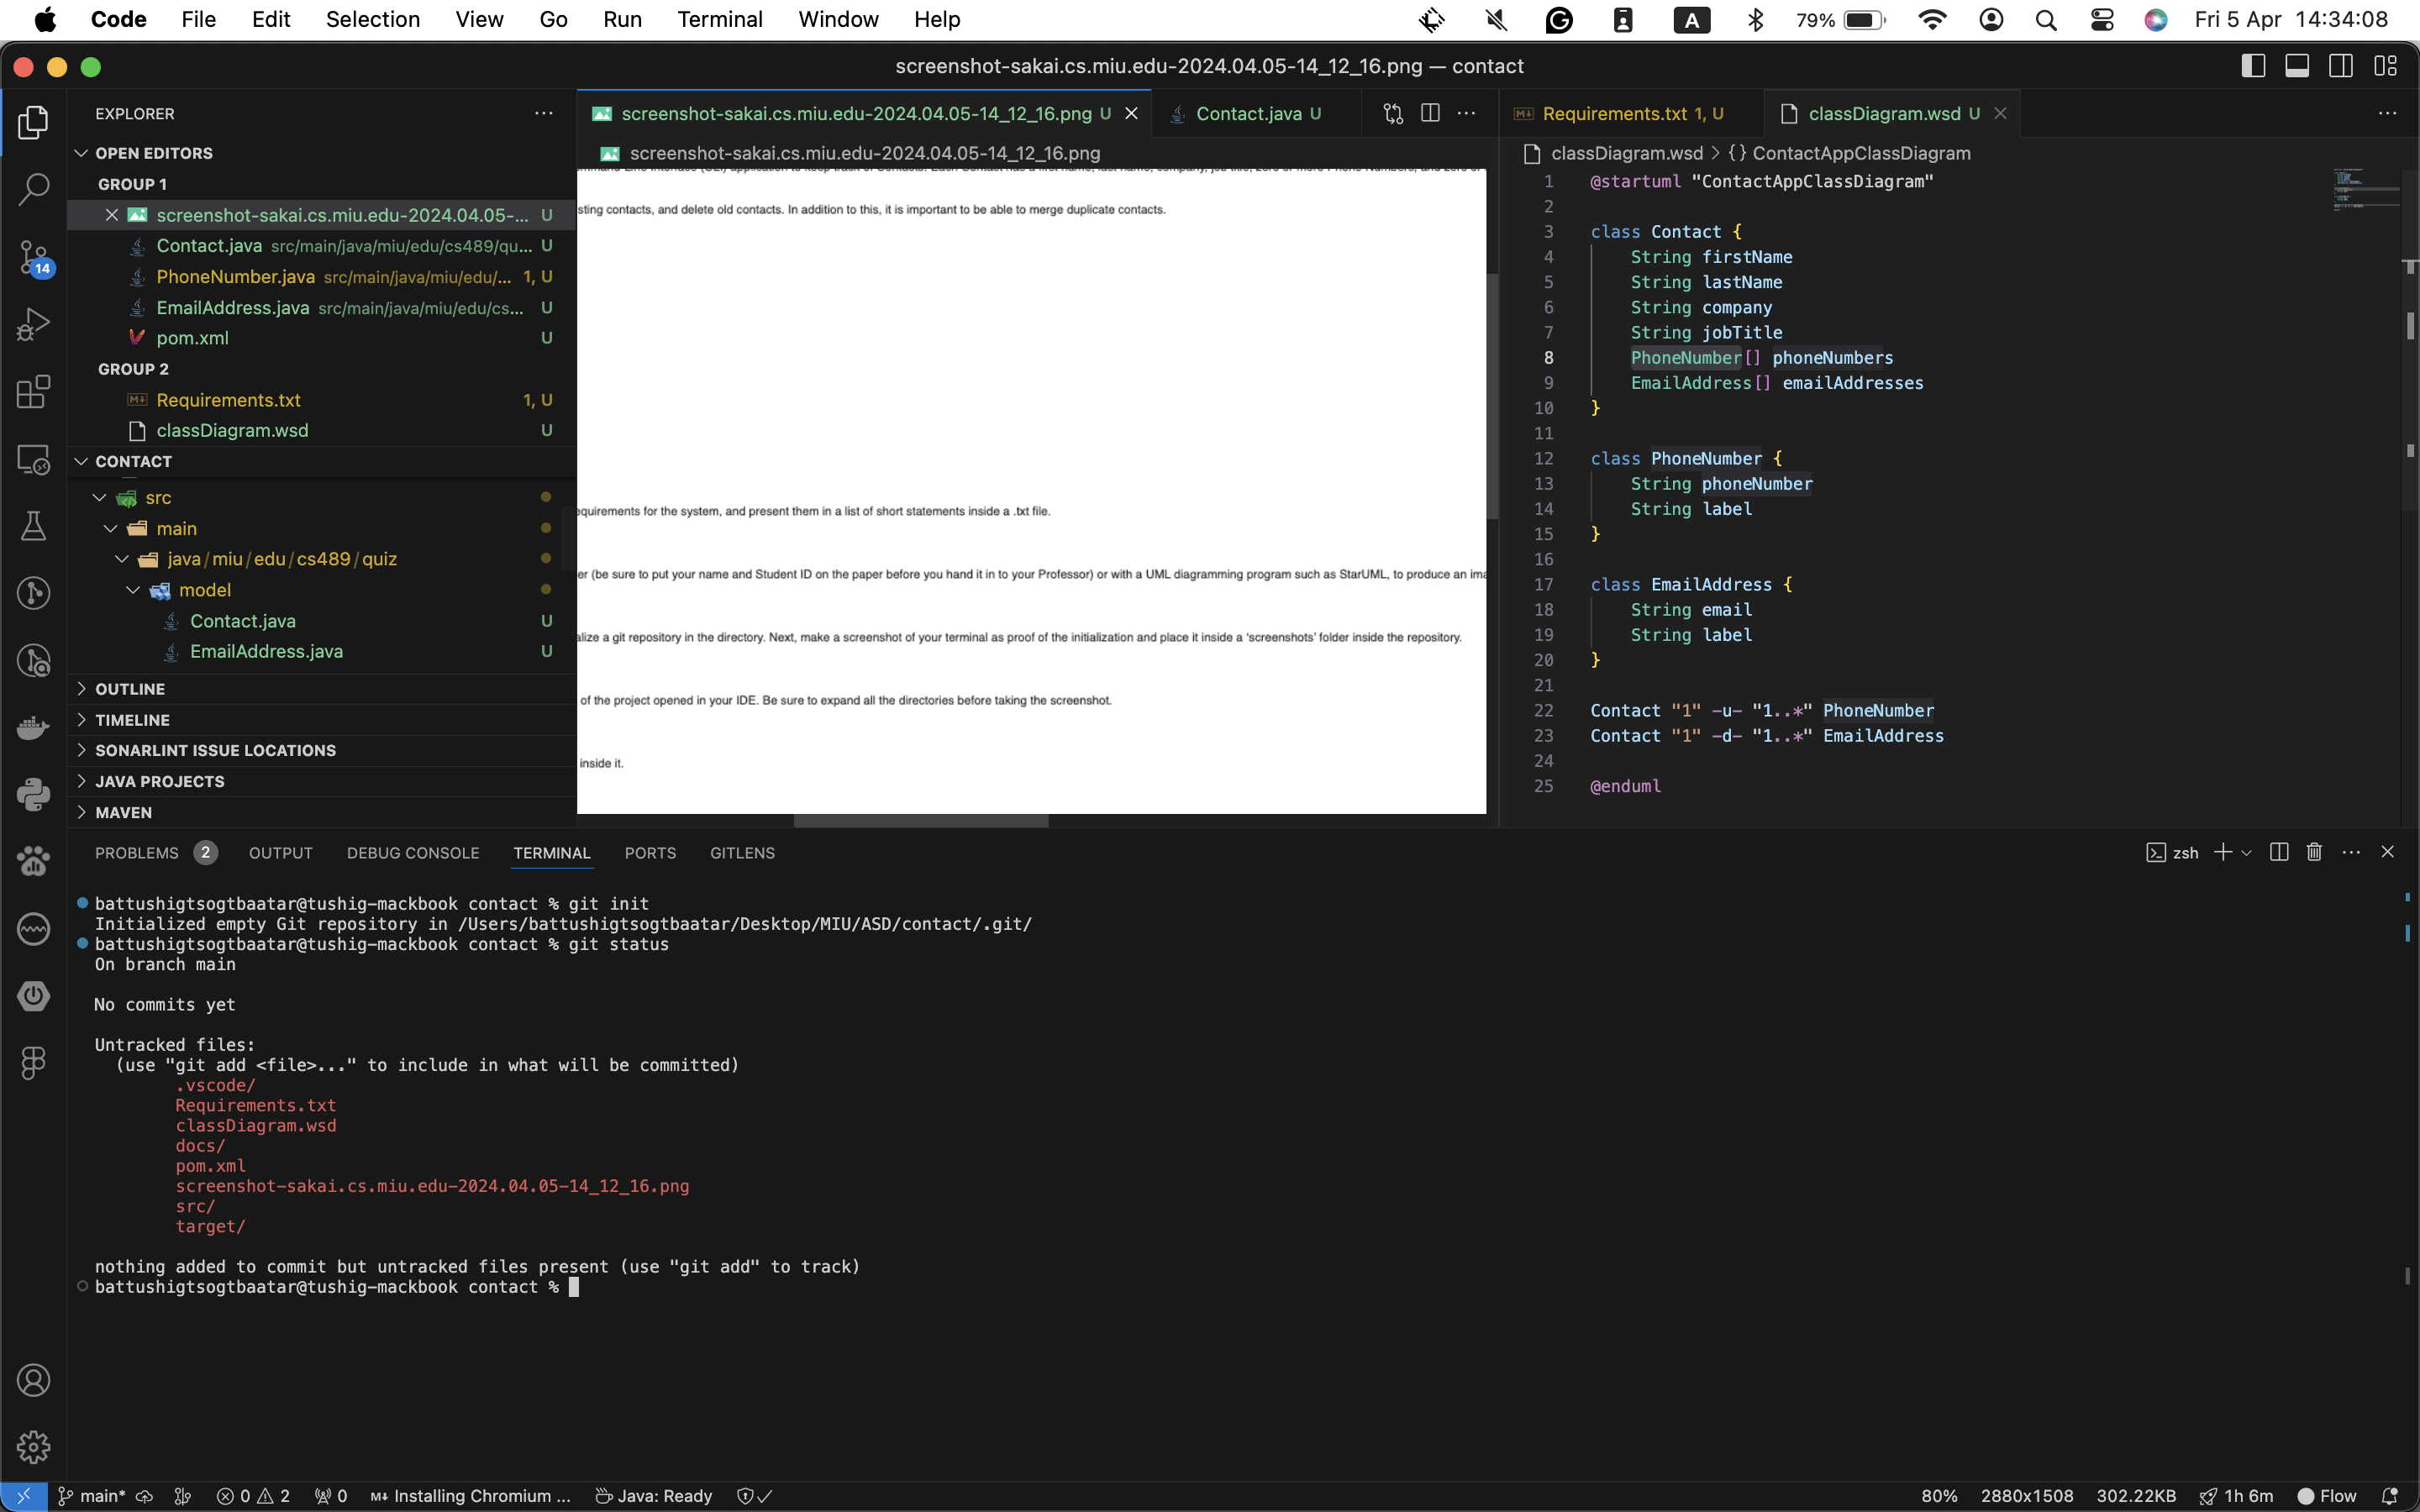 Code File Edit Selection View Go Run Terminal Window Help
A 79% Fri 5 Apr 14:34:08
screenshot-sakai.cs.miu.edu-2024.04.05-14_12_16.png — contact
EXPLORER
OPEN EDITORS
GROUP 1
screenshot-sakai.cs.miu.edu-2024.04.05-... U
Contact.java src/main/java/miu/edu/cs489/qu... U
PhoneNumber.java src/main/java/miu/edu/... 1, U
EmailAddress.java src/main/java/miu/edu/cs... U
pom.xml U
GROUP 2
Requirements.txt 1, U
classDiagram.wsd U
CONTACT
src
main
java/miu/edu/cs489/quiz
model
Contact.java U
EmailAddress.java U
OUTLINE
TIMELINE
SONARLINT ISSUE LOCATIONS
JAVA PROJECTS
MAVEN
14
screenshot-sakai.cs.miu.edu-2024.04.05-14_12_16.png U
Contact.java U
screenshot-sakai.cs.miu.edu-2024.04.05-14_12_16.png
sting contacts, and delete old contacts. In addition to this, it is important to be able to merge duplicate contacts.
equirements for the system, and present them in a list of short statements inside a .txt file.
er (be sure to put your name and Student ID on the paper before you hand it in to your Professor) or with a UML diagramming program such as StarUML, to produce an ima
alize a git repository in the directory. Next, make a screenshot of your terminal as proof of the initialization and place it inside a 'screenshots' folder inside the repository.
of the project opened in your IDE. Be sure to expand all the directories before taking the screenshot.
inside it.
Requirements.txt 1, U
classDiagram.wsd U
classDiagram.wsd > {} ContactAppClassDiagram
1 @startuml "ContactAppClassDiagram"
2
3 class Contact {
4 String firstName
5 String lastName
6 String company
7 String jobTitle
8 PhoneNumber[] phoneNumbers
9 EmailAddress[] emailAddresses
10 }
11
12 class PhoneNumber {
13 String phoneNumber
14 String label
15 }
16
17 class EmailAddress {
18 String email
19 String label
20 }
21
22 Contact "1" -u- "1..*" PhoneNumber
23 Contact "1" -d- "1..*" EmailAddress
24
25 @enduml
PROBLEMS 2 OUTPUT DEBUG CONSOLE TERMINAL PORTS GITLENS
zsh
battushigtsogtbaatar@tushig-mackbook contact % git init
Initialized empty Git repository in /Users/battushigtsogtbaatar/Desktop/MIU/ASD/contact/.git/
battushigtsogtbaatar@tushig-mackbook contact % git status
On branch main
No commits yet
Untracked files:
(use "git add <file>..." to include in what will be committed)
.vscode/
Requirements.txt
classDiagram.wsd
docs/
pom.xml
screenshot-sakai.cs.miu.edu-2024.04.05-14_12_16.png
src/
target/
nothing added to commit but untracked files present (use "git add" to track)
battushigtsogtbaatar@tushig-mackbook contact %
main* 0 2 0 Installing Chromium ... Java: Ready
80% 2880x1508 302.22KB 1h 6m Flow